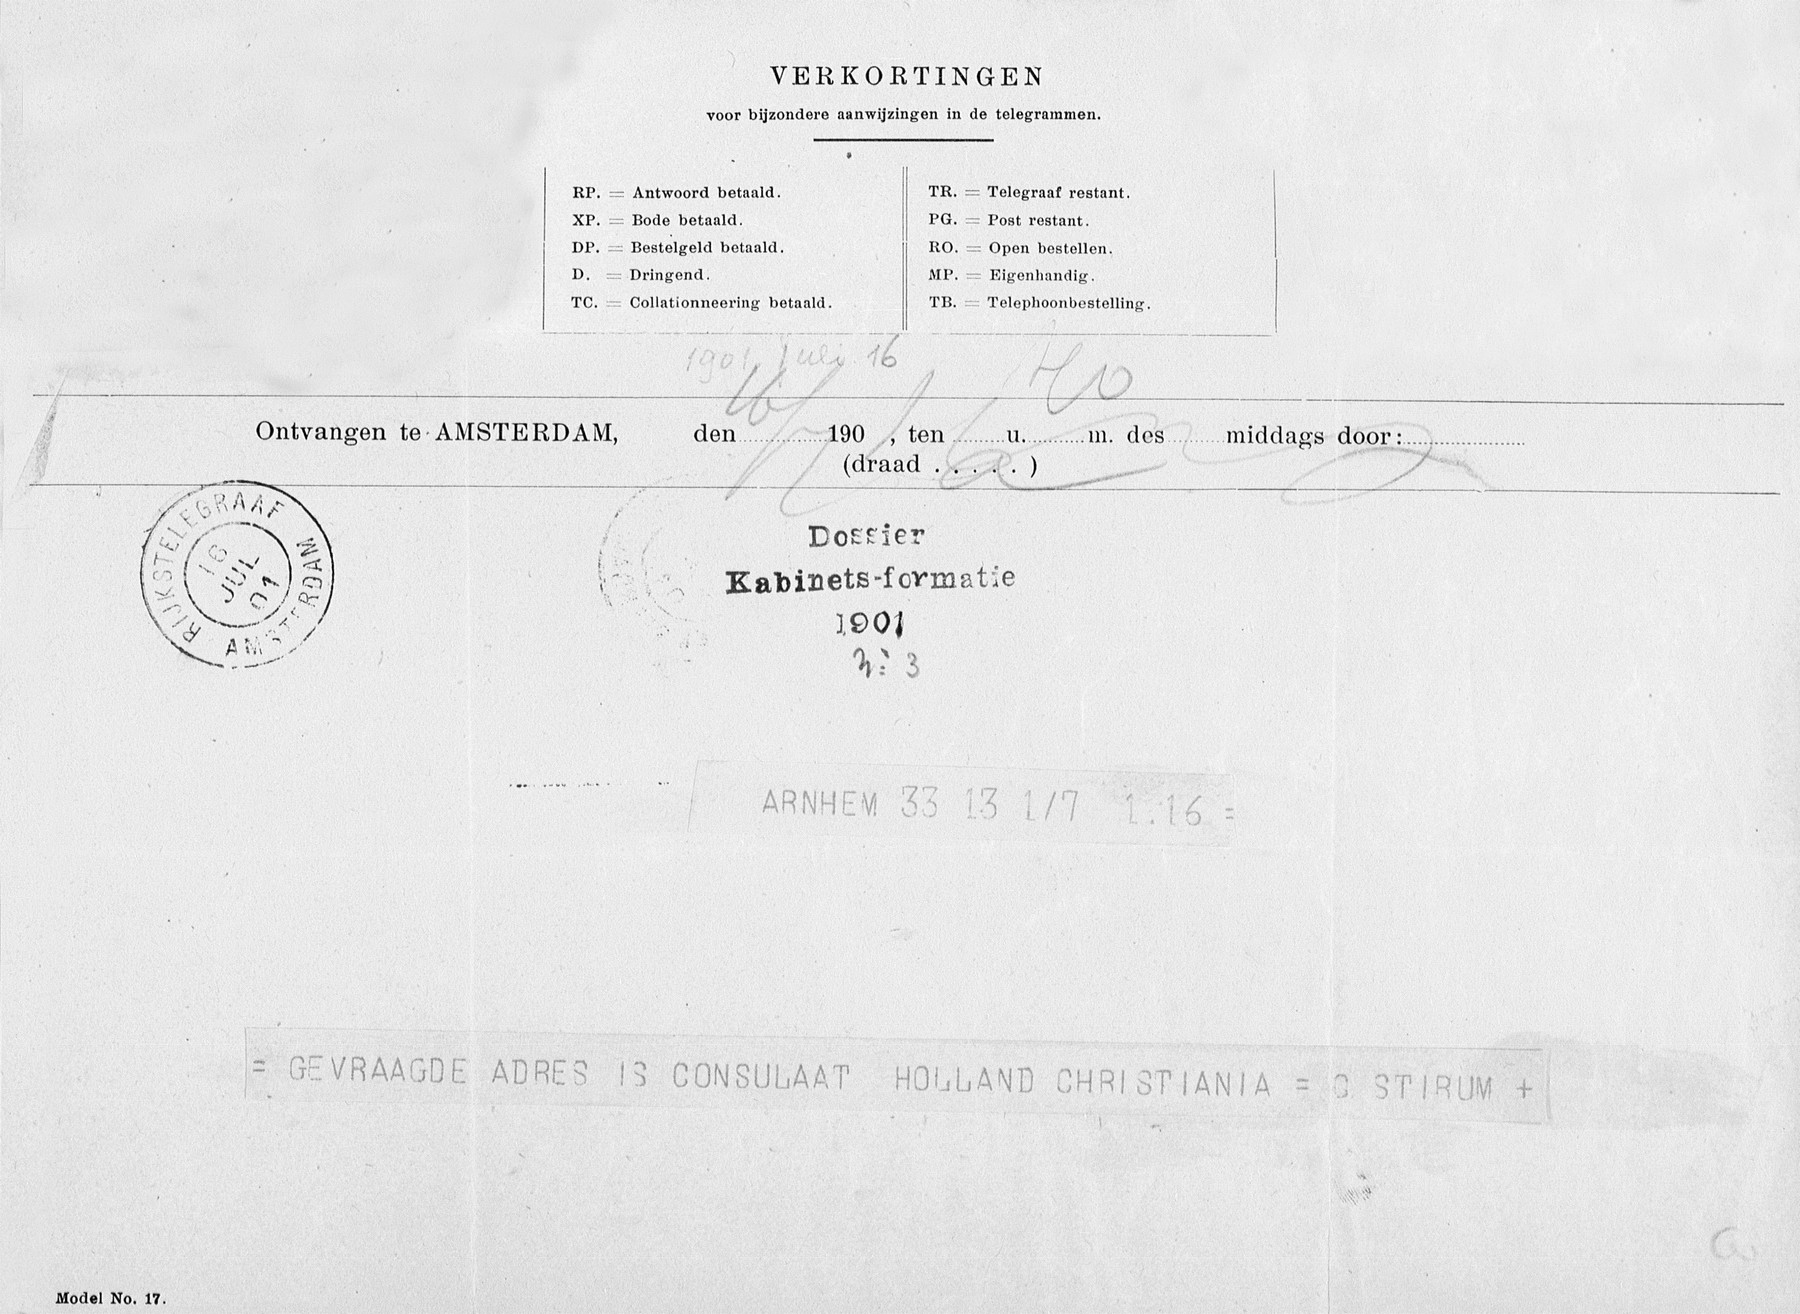 VERKORTINGEN
voor bijzondere aanwijzingen in de telegrammen.
RP. = Antwoord betaald.
XP. = Bode betaald.
DP. = Bestelgeld betaald.
D. = Dringend.
TC. = Collationneering betaald.
TR. = Telegraaf restant.
PG. = Post restant.
RO. = Open bestellen.
MP. = Eigenhandig.
TB. = Telephoonbestelling.
1901, Juli 16
Ontvangen te AMSTERDAM, den ........ 190 , ten ........ u. ........ m. des ........ middags door: ................
(draad . . . . . )
RIJKSTELEGRAAF AMSTERDAM
16
JUL
01
Dossier
Kabinets-formatie
1901
No 3
ARNHEM 33 13 1/7 1.16 =
= GEVRAAGDE ADRES IS CONSULAAT HOLLAND CHRISTIANIA = STIRUM +
Model No. 17.